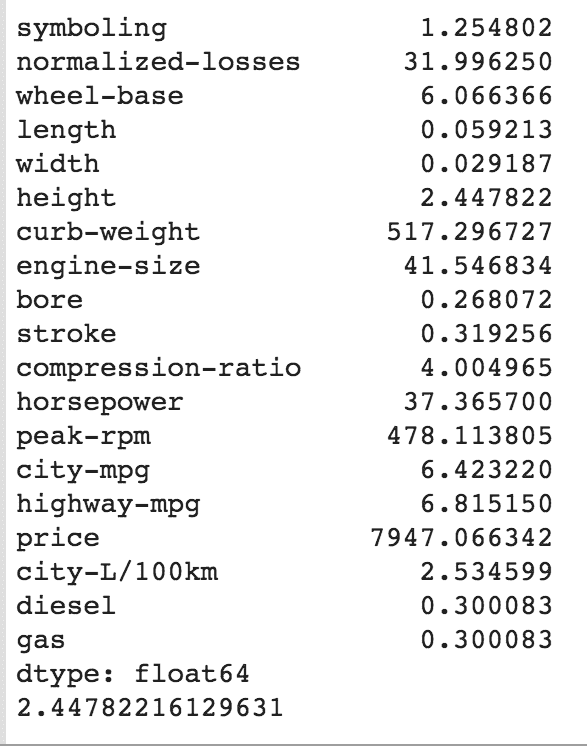 symboling 1.254802
normalized-losses 31.996250
wheel-base 6.066366
length 0.059213
width 0.029187
height 2.447822
curb-weight 517.296727
engine-size 41.546834
bore 0.268072
stroke 0.319256
compression-ratio 4.004965
horsepower 37.365700
peak-rpm 478.113805
city-mpg 6.423220
highway-mpg 6.815150
price 7947.066342
city-L/100km 2.534599
diesel 0.300083
gas 0.300083
dtype: float64
2.44782216129631